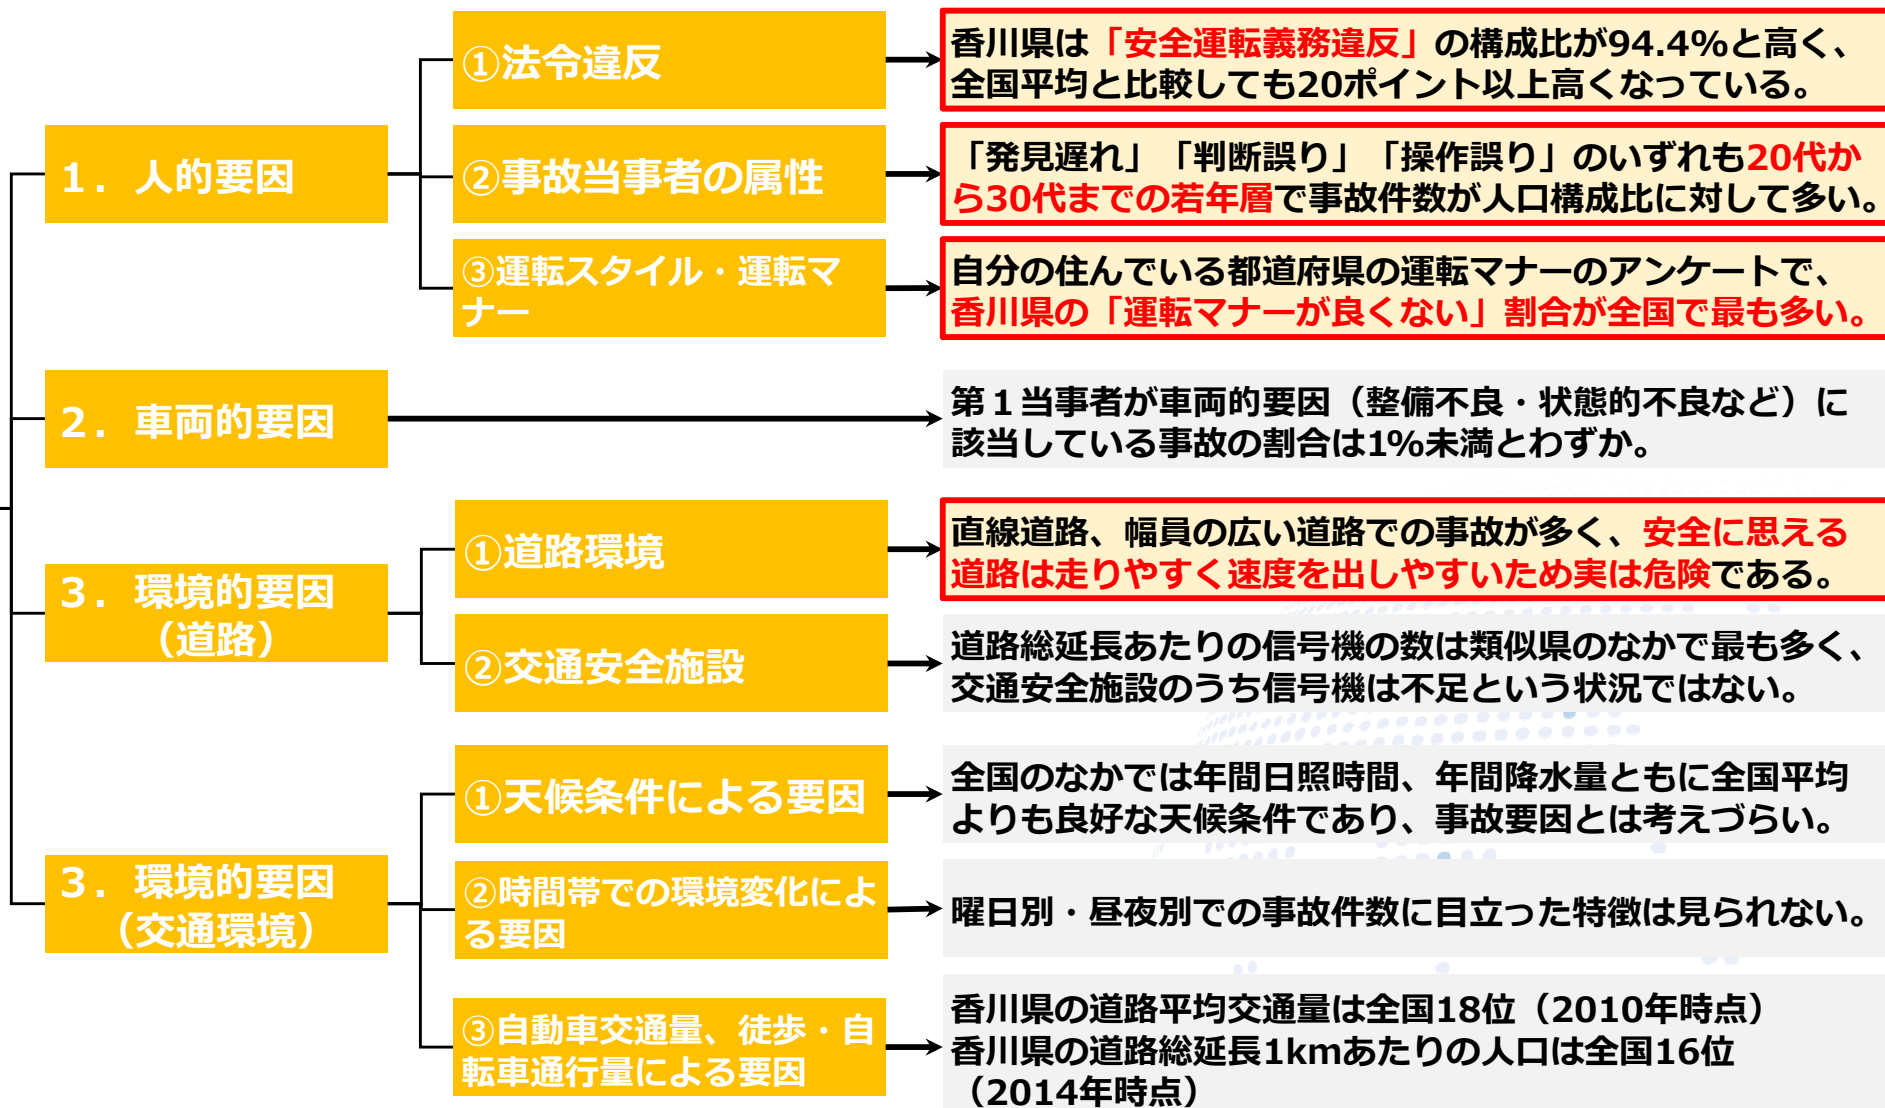 ①法令違反
香川県は「安全運転義務違反」の構成比が94.4%と高く、
全国平均と比較しても20ポイント以上高くなっている。
1．人的要因
②事故当事者の属性
「発見遅れ」「判断誤り」「操作誤り」のいずれも20代か
ら30代までの若年層で事故件数が人口構成比に対して多い。
③運転スタイル・運転マ
ナー
自分の住んでいる都道府県の運転マナーのアンケートで、
香川県の「運転マナーが良くない」割合が全国で最も多い。
2．車両的要因
第１当事者が車両的要因（整備不良・状態的不良など）に
該当している事故の割合は1%未満とわずか。
3．環境的要因
（道路）
①道路環境
直線道路、幅員の広い道路での事故が多く、安全に思える
道路は走りやすく速度を出しやすいため実は危険である。
②交通安全施設
道路総延長あたりの信号機の数は類似県のなかで最も多く、
交通安全施設のうち信号機は不足という状況ではない。
3．環境的要因
（交通環境）
①天候条件による要因
全国のなかでは年間日照時間、年間降水量ともに全国平均
よりも良好な天候条件であり、事故要因とは考えづらい。
②時間帯での環境変化によ
る要因
曜日別・昼夜別での事故件数に目立った特徴は見られない。
③自動車交通量、徒歩・自
転車通行量による要因
香川県の道路平均交通量は全国18位（2010年時点）
香川県の道路総延長1kmあたりの人口は全国16位
（2014年時点）